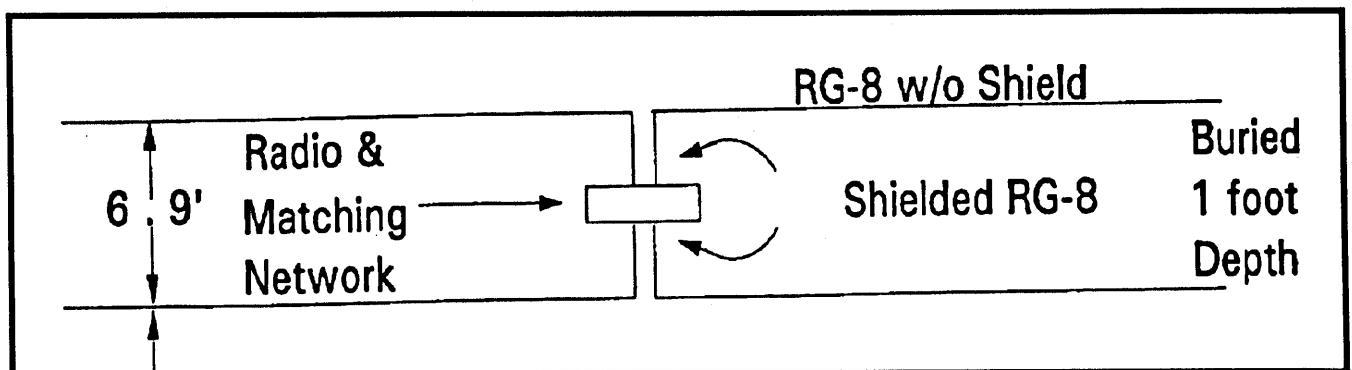 RG-8 w/o Shield
6 . 9'
Radio &
Matching
Network
Shielded RG-8
Buried
1 foot
Depth